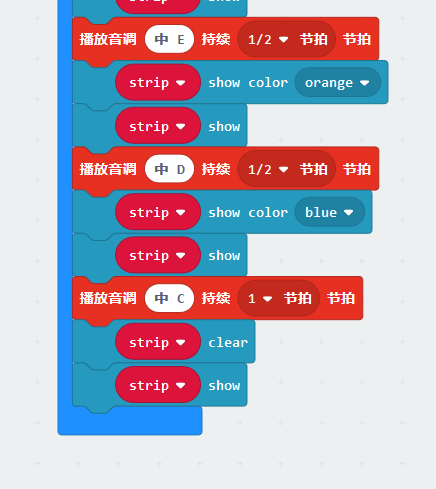 strip show
播放音调 中 E 持续 1/2 节拍 节拍
strip show color orange
strip show
播放音调 中 D 持续 1/2 节拍 节拍
strip show color blue
strip show
播放音调 中 C 持续 1 节拍 节拍
strip clear
strip show